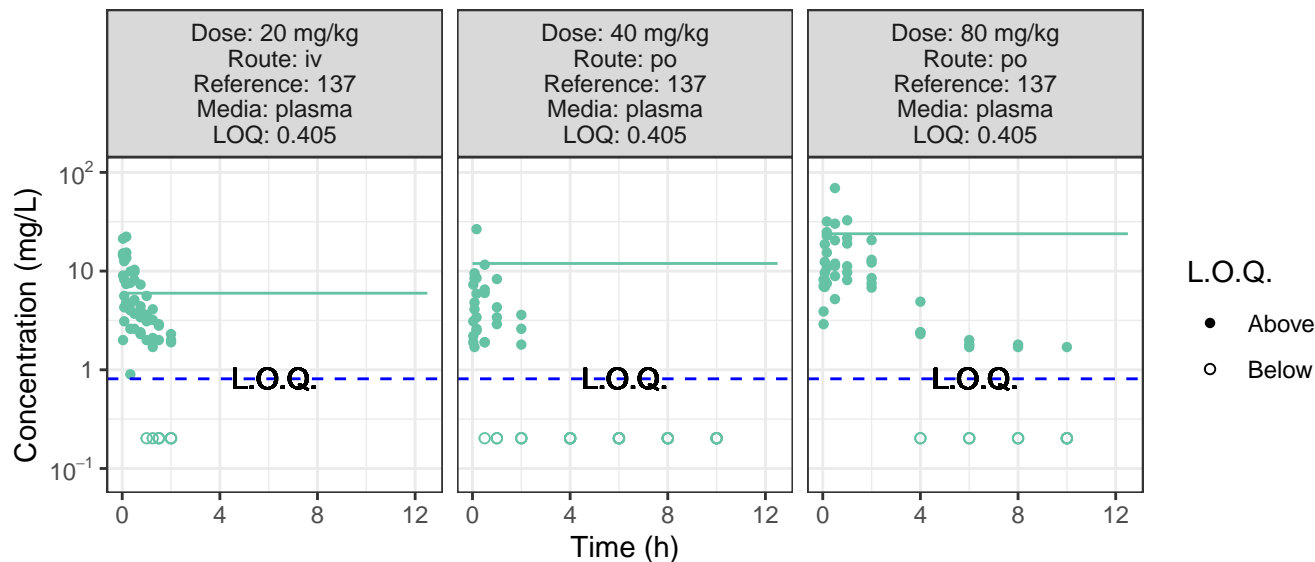 Dose: 20 mg/kg
Route: iv
Reference: 137
Media: plasma
LOQ: 0.405
Dose: 40 mg/kg
Route: po
Reference: 137
Media: plasma
LOQ: 0.405
Dose: 80 mg/kg
Route: po
Reference: 137
Media: plasma
LOQ: 0.405
Concentration (mg/L)
10²
10
1
10⁻¹
L.O.Q.
L.O.Q.
L.O.Q.
0 4 8 12
0 4 8 12
0 4 8 12
Time (h)
L.O.Q.
Above
Below